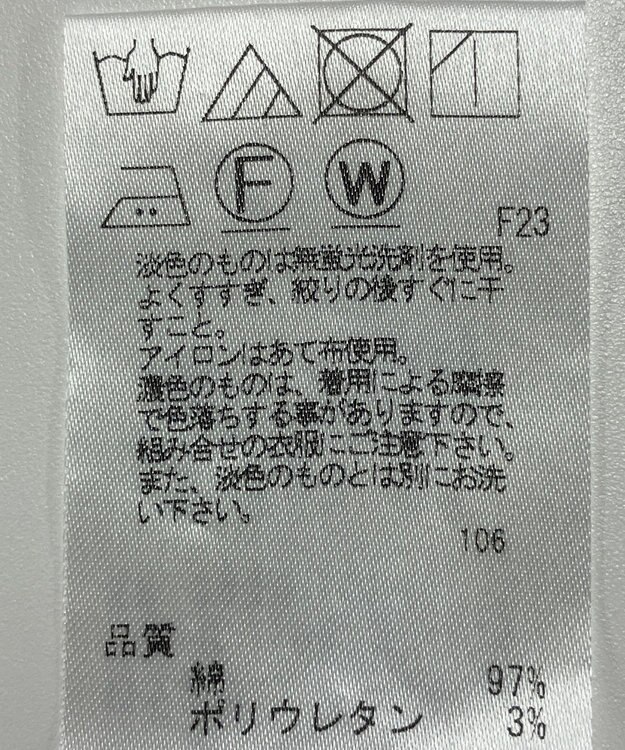 F W
F23
淡色のものは無蛍光洗剤を使用。
よくすすぎ、絞りの後すぐに干
すこと。
アイロンはあて布使用。
濃色のものは、着用による摩擦
で色落ちする事がありますので、
組み合せの衣服にご注意下さい。
また、淡色のものとは別にお洗
い下さい。
106
品質
綿 97%
ポリウレタン 3%